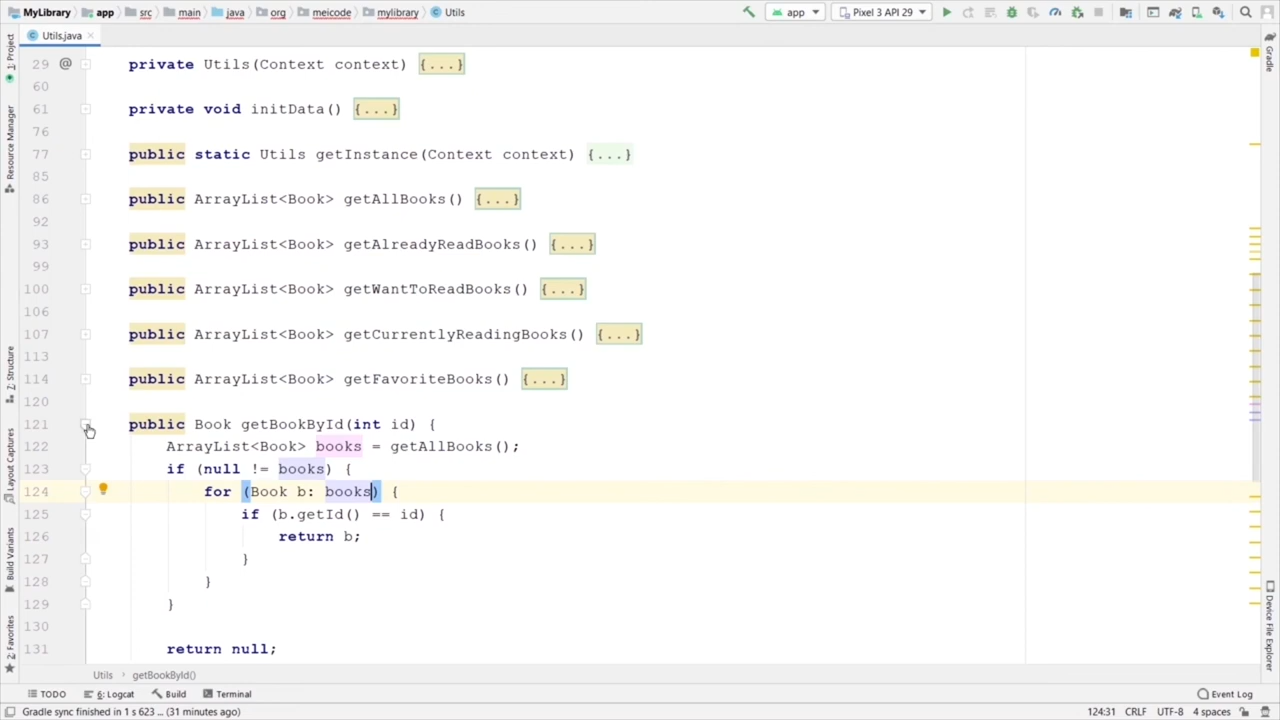 MyLibrary app src main java org meicode mylibrary Utils app Pixel 3 API 29
Utils.java
1: Project
Resource Manager
Z: Structure
Layout Captures
Build Variants
2: Favorites
Gradle
Device File Explorer
29 @ private Utils(Context context) {...}
60
61 private void initData() {...}
76
77 public static Utils getInstance(Context context) {...}
85
86 public ArrayList<Book> getAllBooks() {...}
92
93 public ArrayList<Book> getAlreadyReadBooks() {...}
99
100 public ArrayList<Book> getWantToReadBooks() {...}
106
107 public ArrayList<Book> getCurrentlyReadingBooks() {...}
113
114 public ArrayList<Book> getFavoriteBooks() {...}
120
121 public Book getBookById(int id) {
122 ArrayList<Book> books = getAllBooks();
123 if (null != books) {
124 for (Book b: books) {
125 if (b.getId() == id) {
126 return b;
127 }
128 }
129 }
130
131 return null;
Utils getBookById()
TODO 6: Logcat Build Terminal Event Log
Gradle sync finished in 1 s 623 ... (31 minutes ago) 124:31 CRLF UTF-8 4 spaces